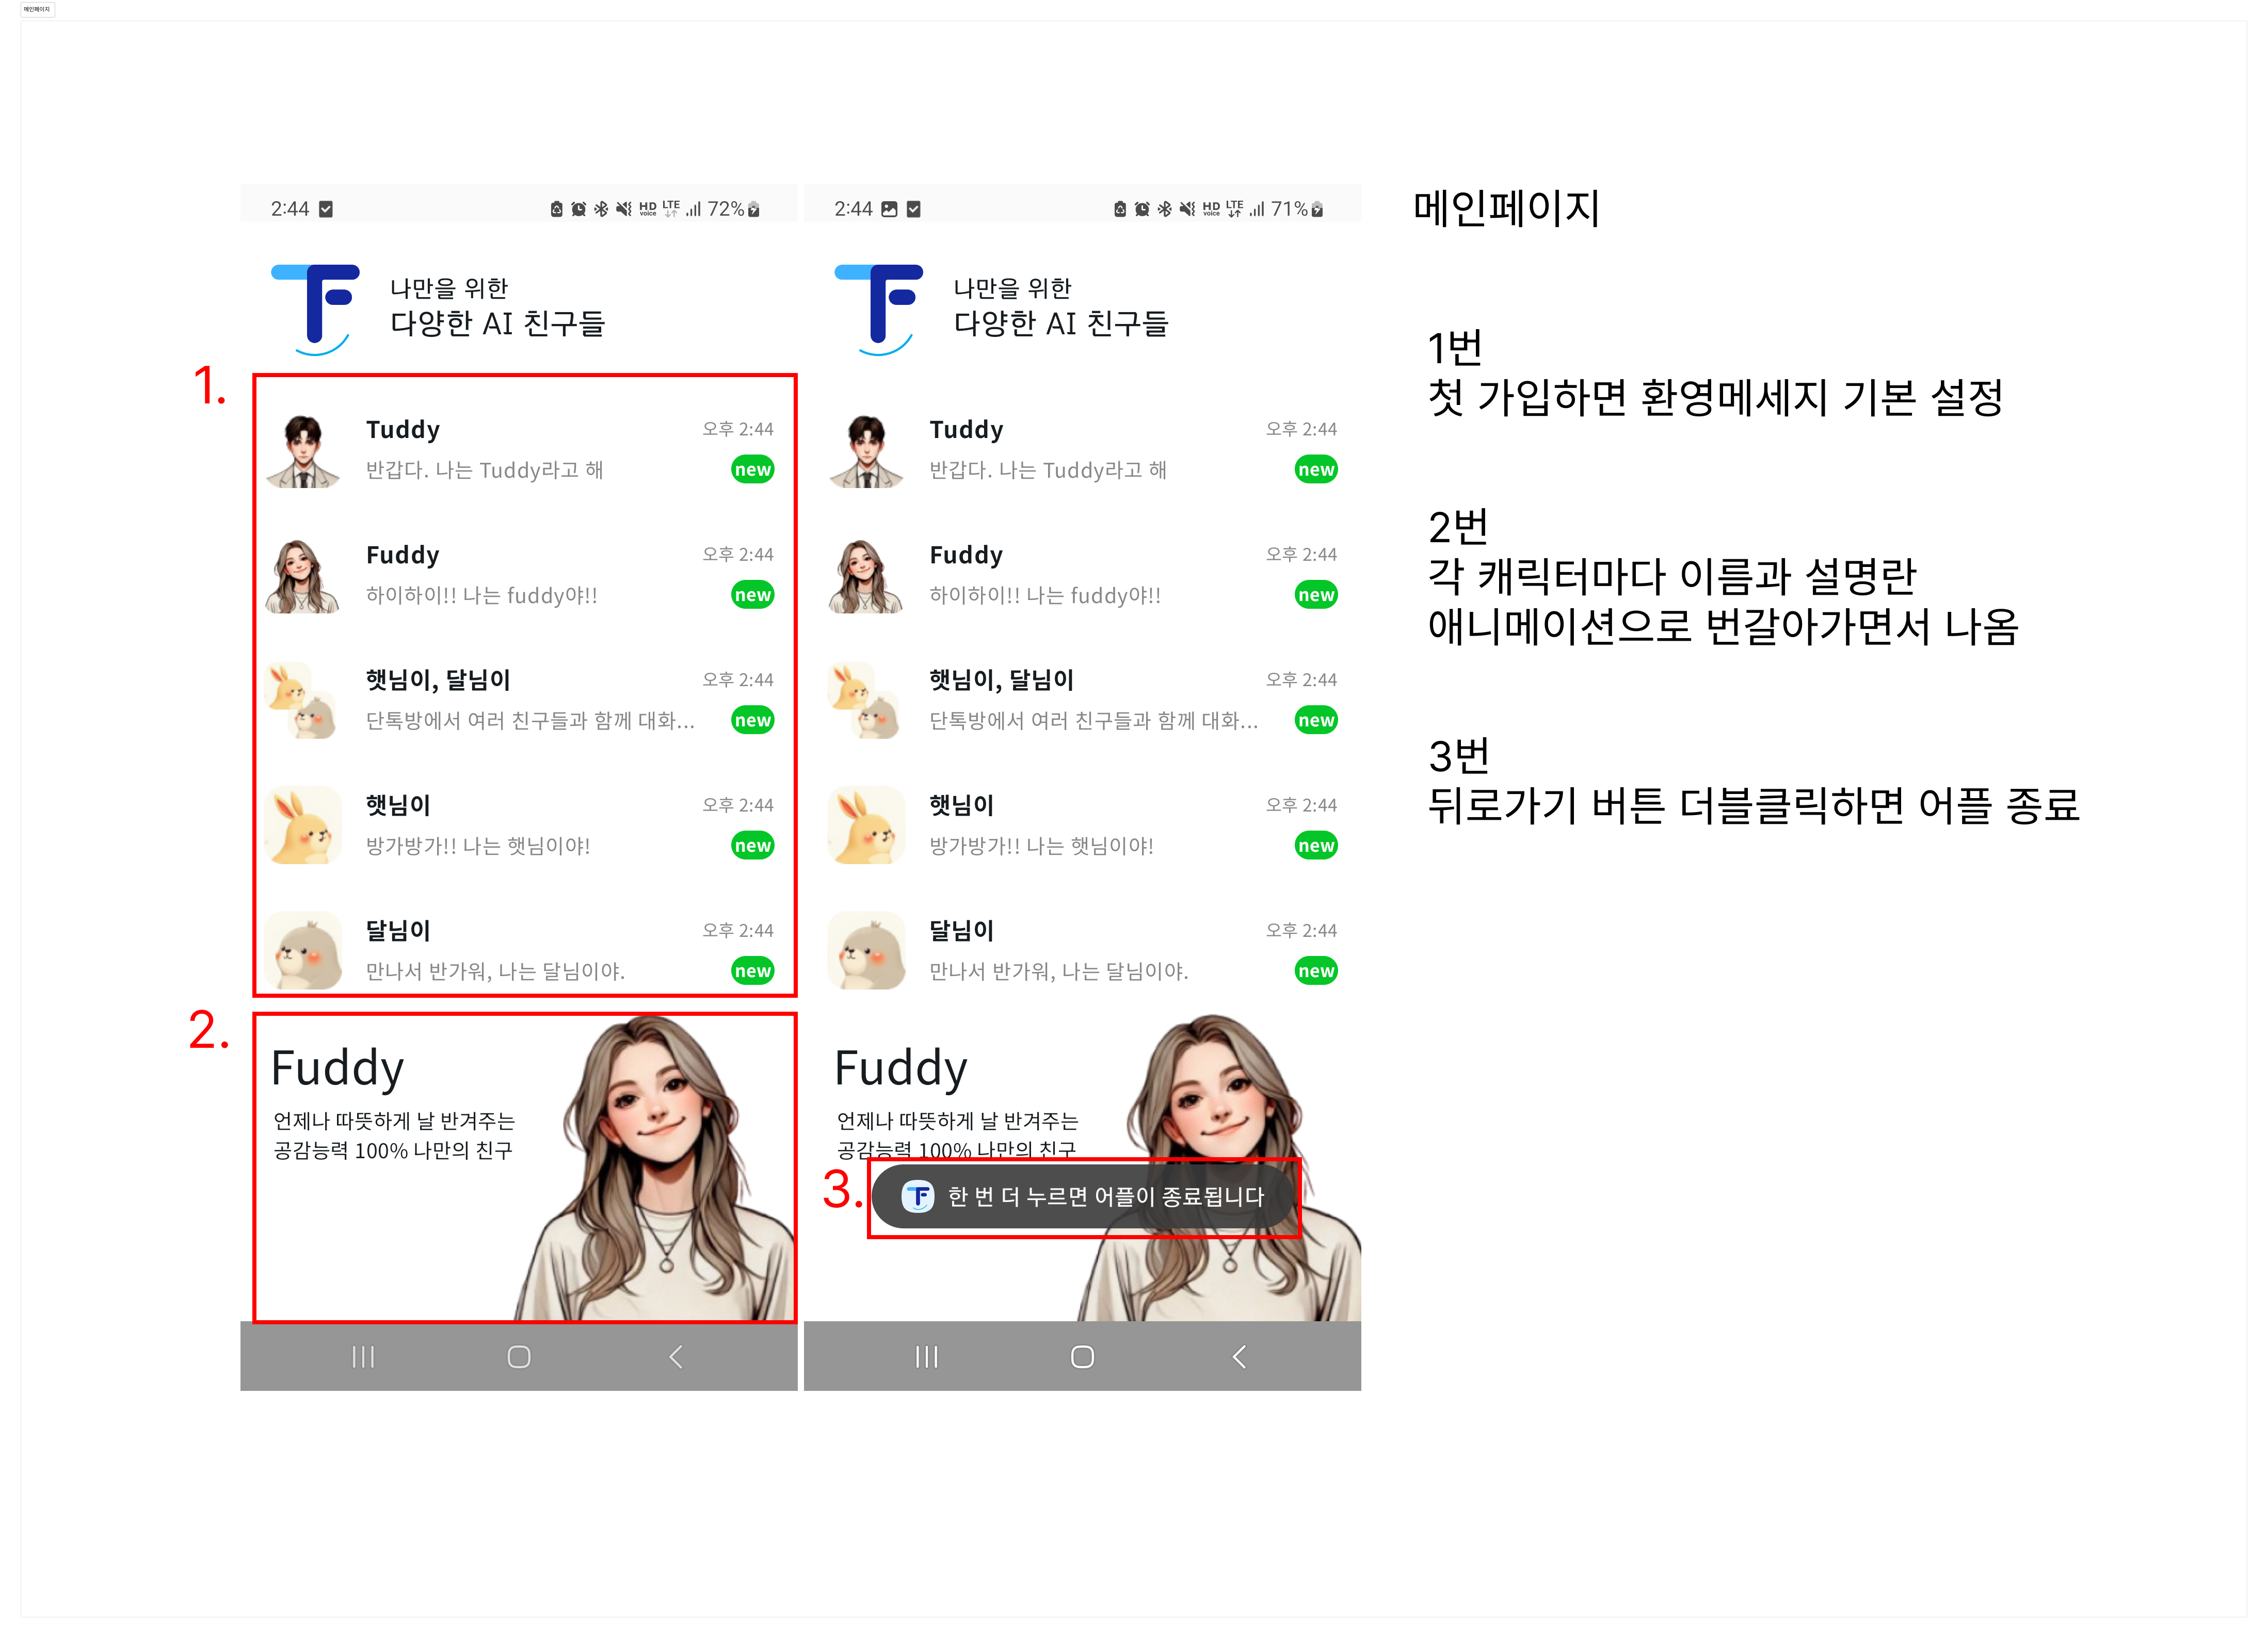 메인페이지
2:44
HD voice LTE 72%
나만을 위한
다양한 AI 친구들
1.
Tuddy
오후 2:44
반갑다. 나는 Tuddy라고 해
new
Fuddy
오후 2:44
하이하이!! 나는 fuddy야!!
new
햇님이, 달님이
오후 2:44
단톡방에서 여러 친구들과 함께 대화...
new
햇님이
오후 2:44
방가방가!! 나는 햇님이야!
new
달님이
오후 2:44
만나서 반가워, 나는 달님이야.
new
2.
Fuddy
언제나 따뜻하게 날 반겨주는
공감능력 100% 나만의 친구
2:44
HD voice LTE 71%
나만을 위한
다양한 AI 친구들
Tuddy
오후 2:44
반갑다. 나는 Tuddy라고 해
new
Fuddy
오후 2:44
하이하이!! 나는 fuddy야!!
new
햇님이, 달님이
오후 2:44
단톡방에서 여러 친구들과 함께 대화...
new
햇님이
오후 2:44
방가방가!! 나는 햇님이야!
new
달님이
오후 2:44
만나서 반가워, 나는 달님이야.
new
Fuddy
언제나 따뜻하게 날 반겨주는
공감능력 100% 나만의 친구
3.
한 번 더 누르면 어플이 종료됩니다
메인페이지
1번
첫 가입하면 환영메세지 기본 설정
2번
각 캐릭터마다 이름과 설명란
애니메이션으로 번갈아가면서 나옴
3번
뒤로가기 버튼 더블클릭하면 어플 종료